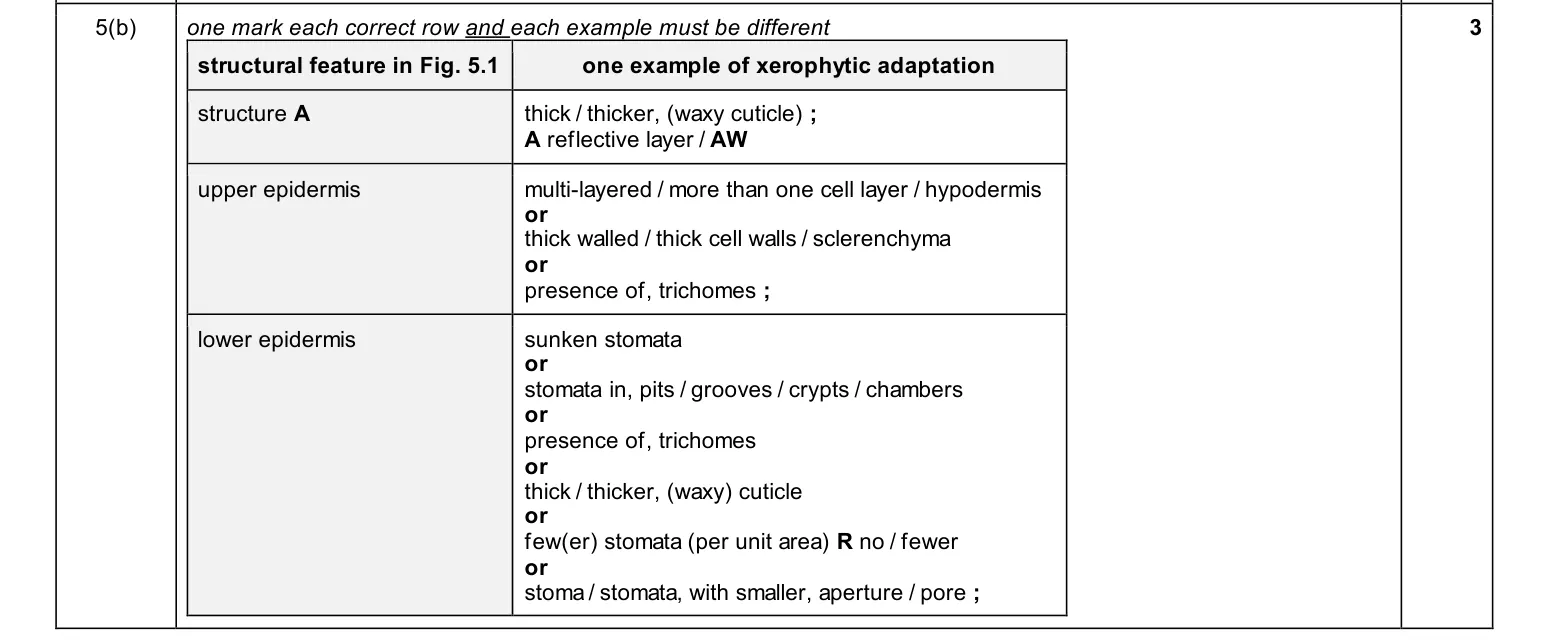 5(b)
one mark each correct row and each example must be different
3
structural feature in Fig. 5.1
one example of xerophytic adaptation
structure A
thick / thicker, (waxy cuticle) ;
A reflective layer / AW
upper epidermis
multi-layered / more than one cell layer / hypodermis
or
thick walled / thick cell walls / sclerenchyma
or
presence of, trichomes ;
lower epidermis
sunken stomata
or
stomata in, pits / grooves / crypts / chambers
or
presence of, trichomes
or
thick / thicker, (waxy) cuticle
or
few(er) stomata (per unit area) R no / fewer
or
stoma / stomata, with smaller, aperture / pore ;